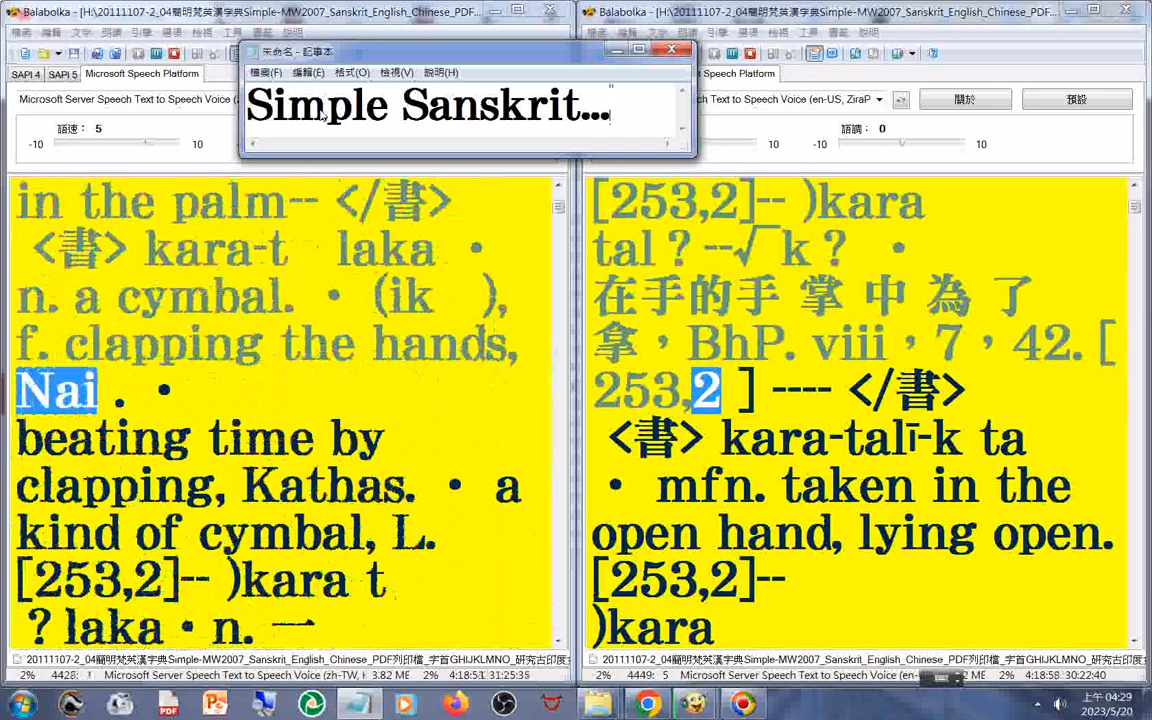 Balabolka - [H:\20111107-2_04簡明梵英漢字典Simple-MW2007_Sanskrit_English_Chinese_PDF...
Balabolka - [H:\20111107-2_04簡明梵英漢字典Simple-MW2007_Sanskrit_English_Chinese_PDF...
未命名 - 記事本
檔案(F) 編輯(E) 格式(O) 檢視(V) 說明(H)
Simple Sanskrit...
SAPI 4 SAPI 5 Microsoft Speech Platform
Speech Platform
Microsoft Server Speech Text to Speech Voice
Text to Speech Voice (en-US, ZiraP
關於
預設
語速： 5
-10
10
10
語調： 0
-10
10
in the palm-- </書>
<書> kara-t laka •
n. a cymbal. • (ik ),
f. clapping the hands,
Nai . •
beating time by
clapping, Kathas. • a
kind of cymbal, L.
[253,2]-- )kara t
? laka • n. 一
[253,2]-- )kara
tal ? --√ k ? •
在手的手 掌 中 為 了
拿，BhP. viii，7，42. [
253,2 ] ---- </書>
<書> kara-talī-k ta
• mfn. taken in the
open hand, lying open.
[253,2]--
)kara
20111107-2_04簡明梵英漢字典Simple-MW2007_Sanskrit_English_Chinese_PDF列印檔_字首GHIJKLMNO_研究古印度
20111107-2_04簡明梵英漢字典Simple-MW2007_Sanskrit_English_Chinese_PDF列印檔_字首GHIJKLMNO_研究古印度
2% 4428: Microsoft Server Speech Text to Speech Voice (zh-TW, H 3.82 MB 4:18:51 31:25:35
2% 4449: 5 Microsoft Server Speech Text to Speech Voice (en- 4:18:58 30:22:40
上午 04:29
2023/5/20